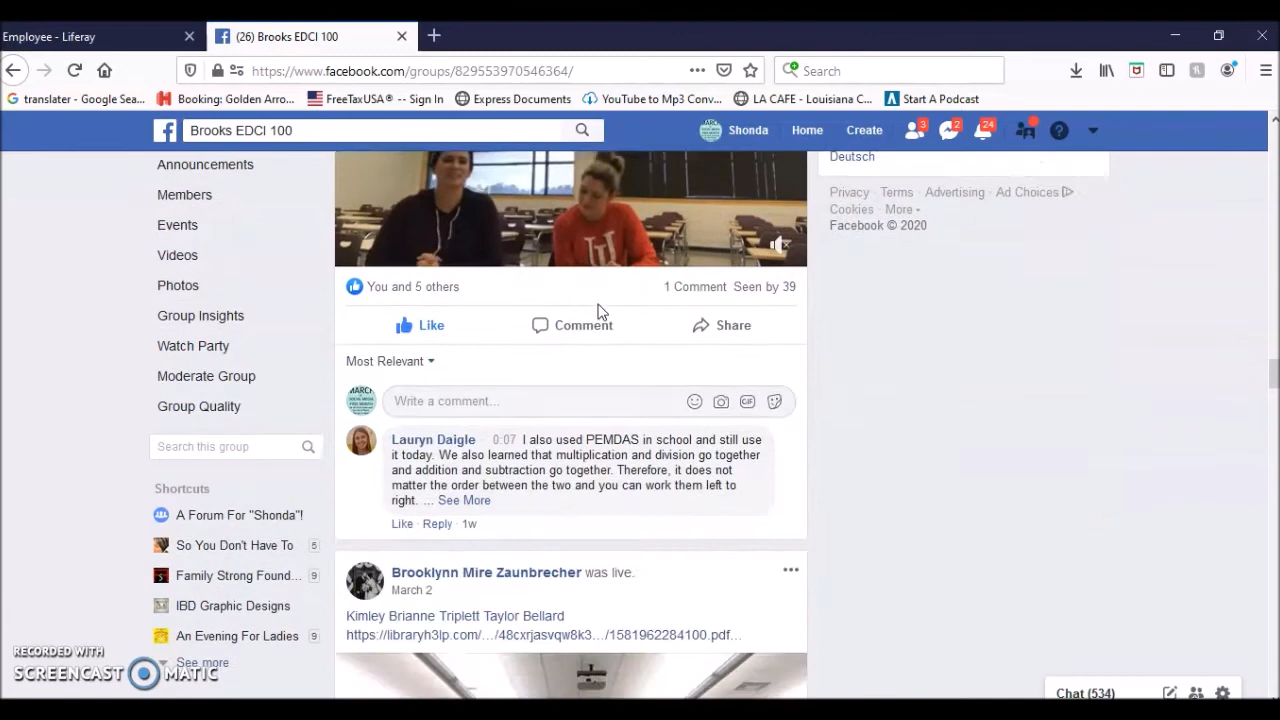 Employee - Liferay
(26) Brooks EDCI 100
https://www.facebook.com/groups/829553970546364/
Search
translater - Google Sea...
Booking: Golden Arro...
FreeTaxUSA® -- Sign In
Express Documents
YouTube to Mp3 Conv...
LA CAFE - Louisiana C...
Start A Podcast
Brooks EDCI 100
Shonda
Home
Create
3
2
24
Announcements
Members
Events
Videos
Photos
Group Insights
Watch Party
Moderate Group
Group Quality
Search this group
Shortcuts
A Forum For "Shonda"!
So You Don't Have To 5
Family Strong Found... 9
IBD Graphic Designs
An Evening For Ladies 9
See more
U
You and 5 others
1 Comment Seen by 39
Like
Comment
Share
Most Relevant
MARCH
Write a comment...
GIF
Lauryn Daigle 0:07 I also used PEMDAS in school and still use
it today. We also learned that multiplication and division go together
and addition and subtraction go together. Therefore, it does not
matter the order between the two and you can work them left to
right. ... See More
Like · Reply · 1w
Brooklynn Mire Zaunbrecher was live.
March 2
Kimley Brianne Triplett Taylor Bellard
https://libraryh3lp.com/.../48cxrjasvqw8k3.../1581962284100.pdf...
Deutsch
Privacy · Terms · Advertising · Ad Choices
Cookies · More
Facebook © 2020
Chat (534)
RECORDED WITH
SCREENCAST MATIC